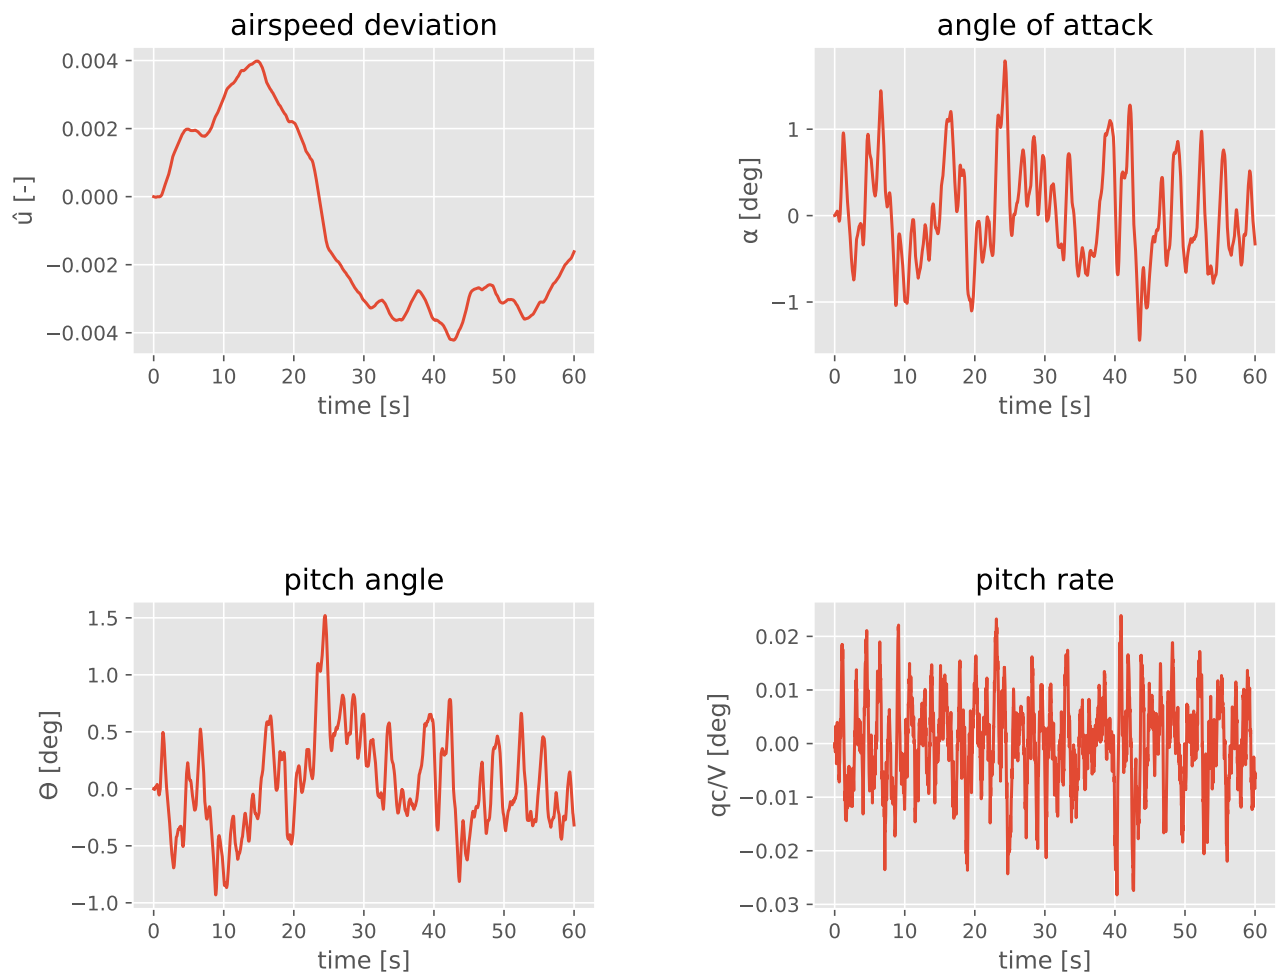 airspeed deviation
0.004
0.002
0.000
−0.002
−0.004
û [-]
0 10 20 30 40 50 60
time [s]
angle of attack
1
0
−1
α [deg]
0 10 20 30 40 50 60
time [s]
pitch angle
1.5
1.0
0.5
0.0
−0.5
−1.0
Θ [deg]
0 10 20 30 40 50 60
time [s]
pitch rate
0.02
0.01
0.00
−0.01
−0.02
−0.03
qc/V [deg]
0 10 20 30 40 50 60
time [s]